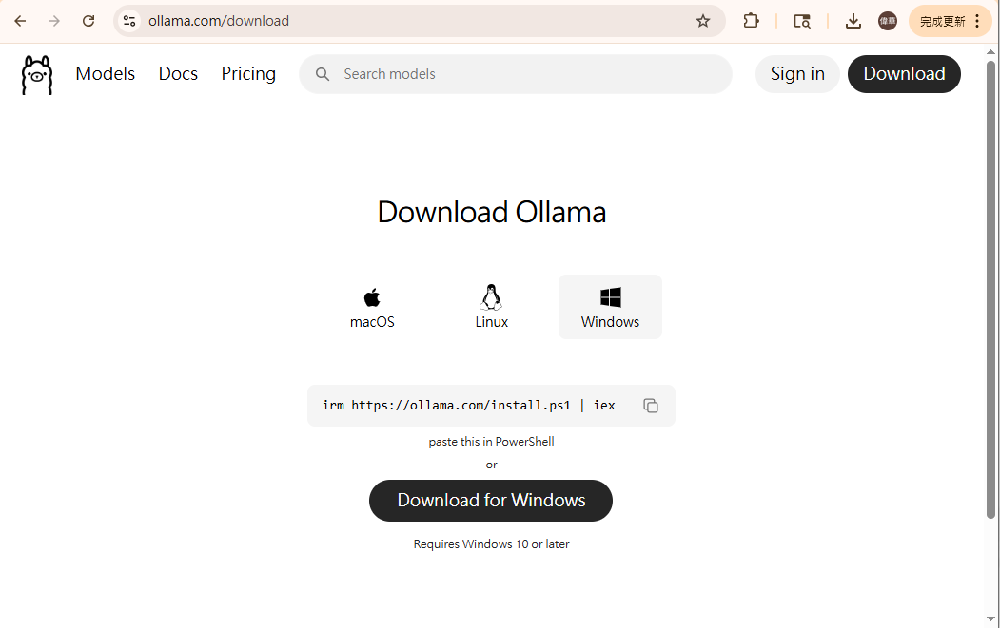 ollama.com/download
偉華
完成更新
Models
Docs
Pricing
Search models
Sign in
Download
Download Ollama
macOS
Linux
Windows
irm https://ollama.com/install.ps1 | iex
paste this in PowerShell
or
Download for Windows
Requires Windows 10 or later